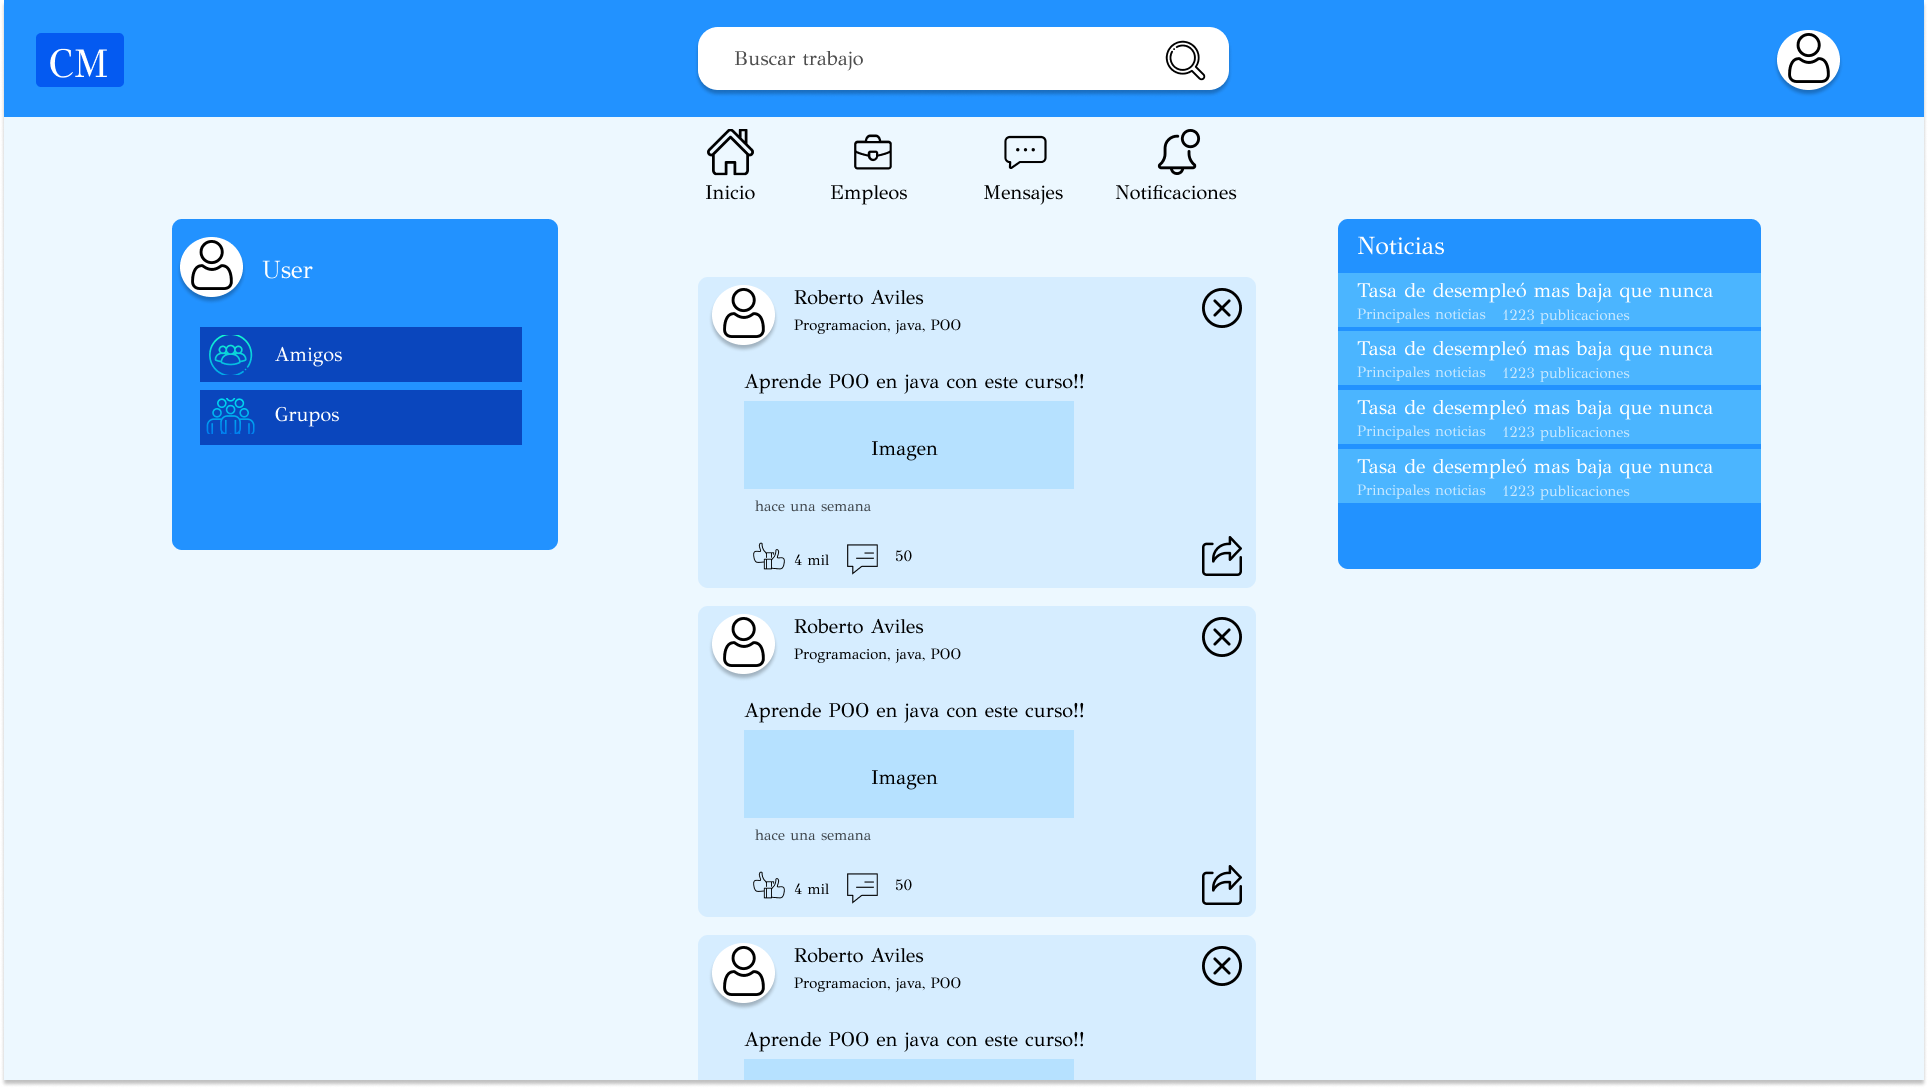 CM
Buscar trabajo
Inicio
Empleos
Mensajes
Notificaciones
User
Amigos
Grupos
Roberto Aviles
Programacion, java, POO
Aprende POO en java con este curso!!
Imagen
hace una semana
4 mil
50
Roberto Aviles
Programacion, java, POO
Aprende POO en java con este curso!!
Imagen
hace una semana
4 mil
50
Roberto Aviles
Programacion, java, POO
Aprende POO en java con este curso!!
Noticias
Tasa de desempleó mas baja que nunca
Principales noticias 1223 publicaciones
Tasa de desempleó mas baja que nunca
Principales noticias 1223 publicaciones
Tasa de desempleó mas baja que nunca
Principales noticias 1223 publicaciones
Tasa de desempleó mas baja que nunca
Principales noticias 1223 publicaciones